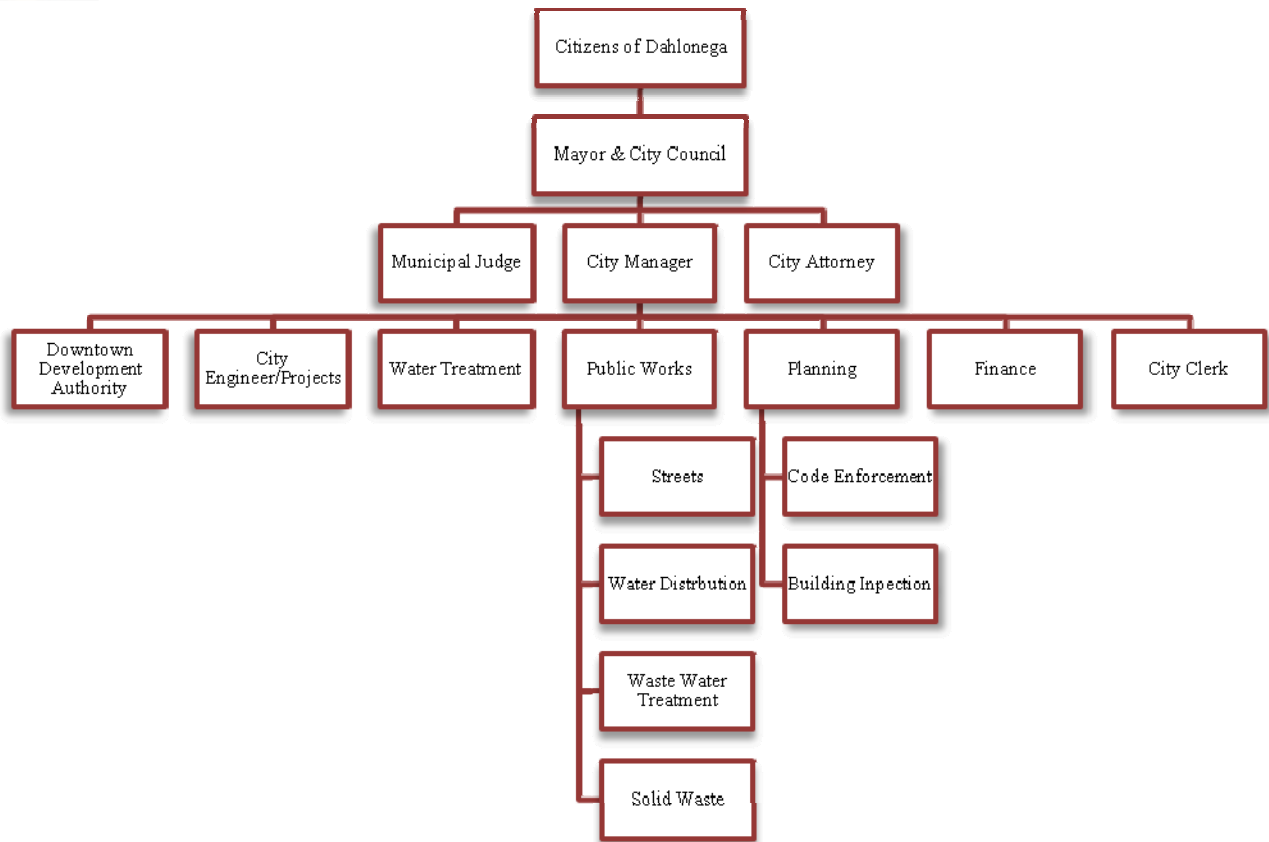 Citizens of Dahlonega
Mayor & City Council
Municipal Judge
City Manager
City Attorney
Downtown
Development
Authority
City
Engineer/Projects
Water Treatment
Public Works
Planning
Finance
City Clerk
Streets
Code Enforcement
Water Distrbution
Building Inpection
Waste Water
Treatment
Solid Waste